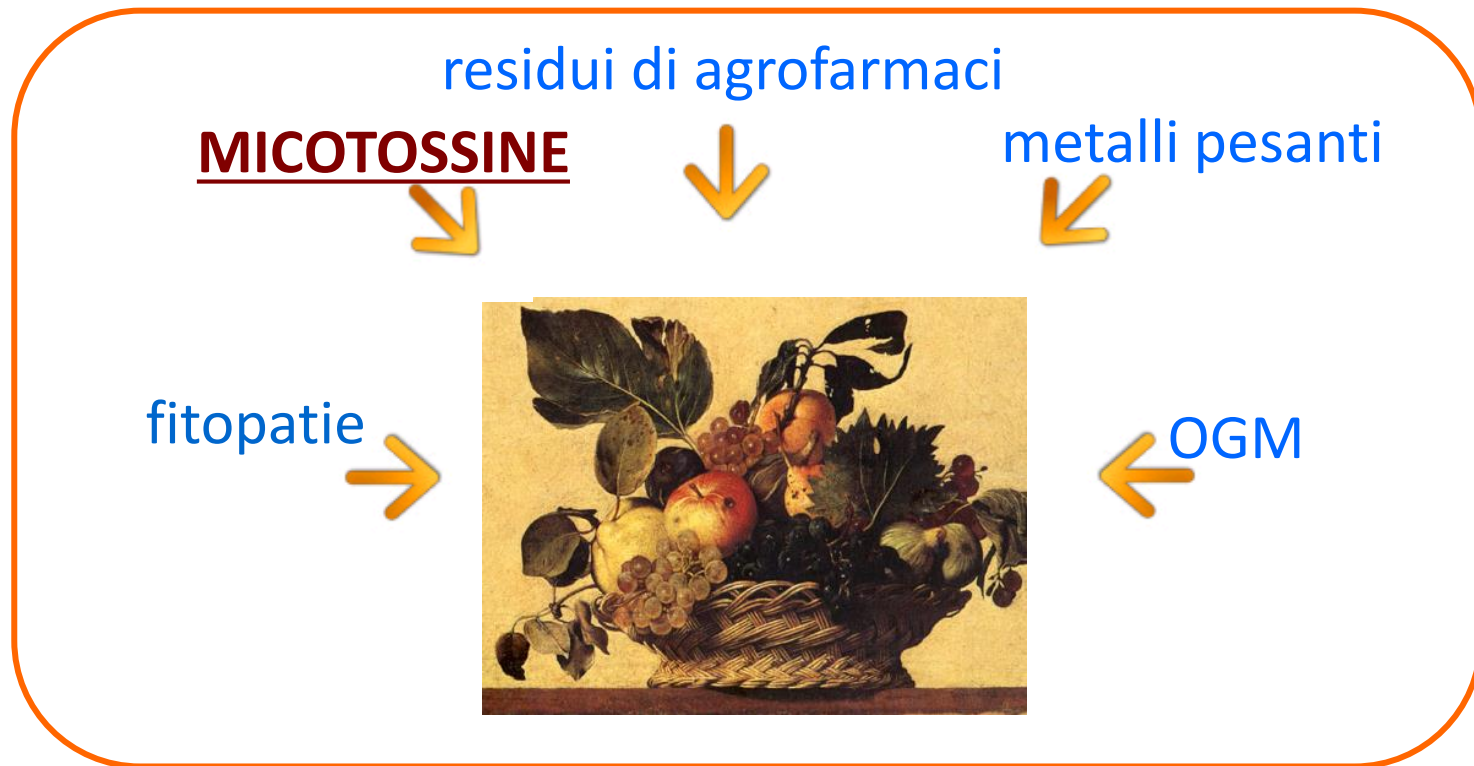 residui di agrofarmaci
MICOTOSSINE
metalli pesanti
fitopatie
OGM